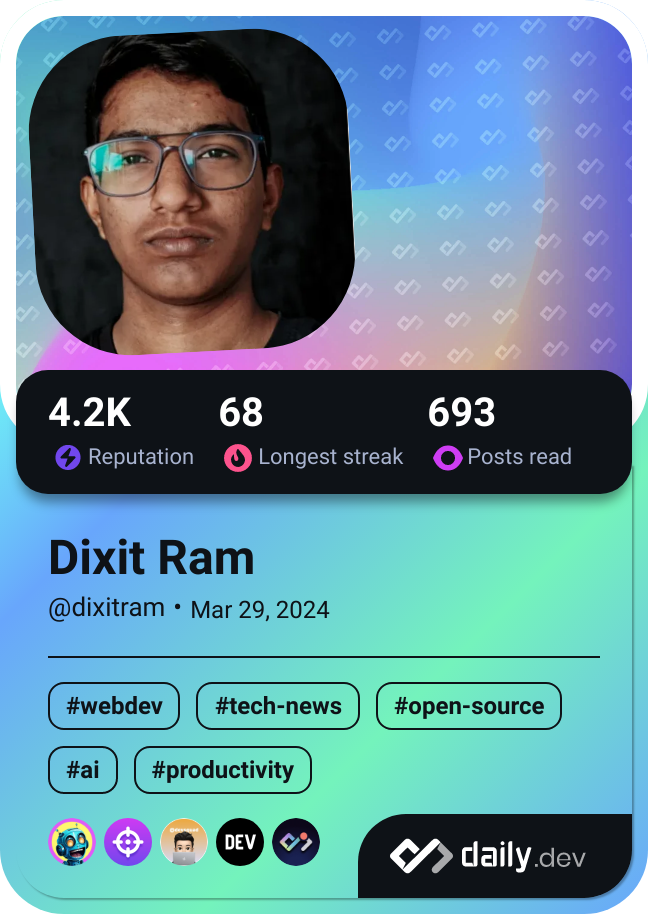 4.2K 68 693
Reputation Longest streak Posts read
Dixit Ram
@dixitram • Mar 29, 2024
#webdev #tech-news #open-source
#ai #productivity
DEV
daily.dev